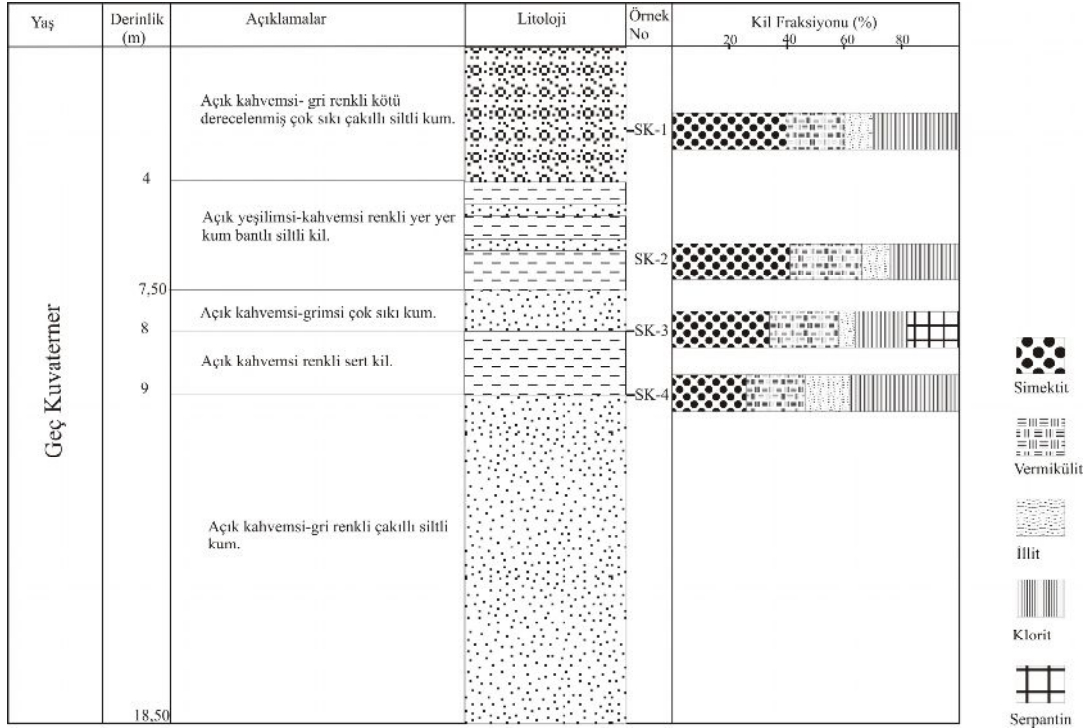 Yaş
Derinlik
(m)
Açıklamalar
Litoloji
Örnek
No
Kil Fraksiyonu (%)
20 40 60 80
Açık kahvemsi- gri renkli kötü
derecelenmiş çok sıkı çakıllı siltli kum.
SK-1
4
Açık yeşilimsi-kahvemsi renkli yer yer
kum bantlı siltli kil.
SK-2
7,50
Açık kahvemsi-grimsi çok sıkı kum.
8
SK-3
Açık kahvemsi renkli sert kil.
9
SK-4
Geç Kuvaterner
Açık kahvemsi-gri renkli çakıllı siltli
kum.
18,50
Simektit
Vermikülit
İllit
Klorit
Serpantin